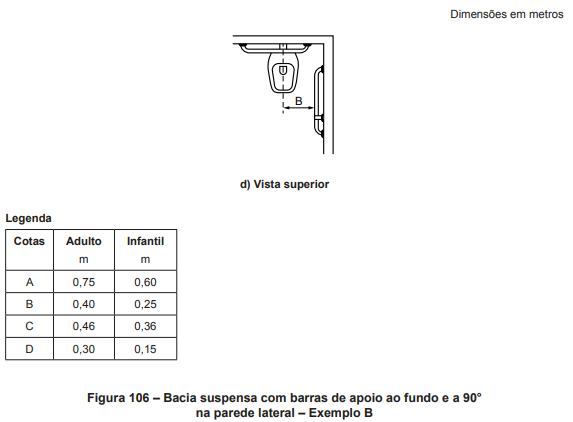 Dimensões em metros
B
d) Vista superior
Legenda
Cotas Adulto Infantil
m m
A 0,75 0,60
B 0,40 0,25
C 0,46 0,36
D 0,30 0,15
Figura 106 – Bacia suspensa com barras de apoio ao fundo e a 90°
na parede lateral – Exemplo B